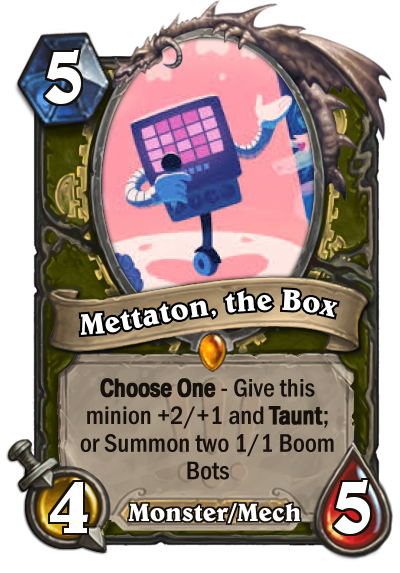 5
Mettaton, the Box
Choose One - Give this
minion +2/+1 and Taunt;
or Summon two 1/1 Boom
Bots
4
Monster/Mech
5